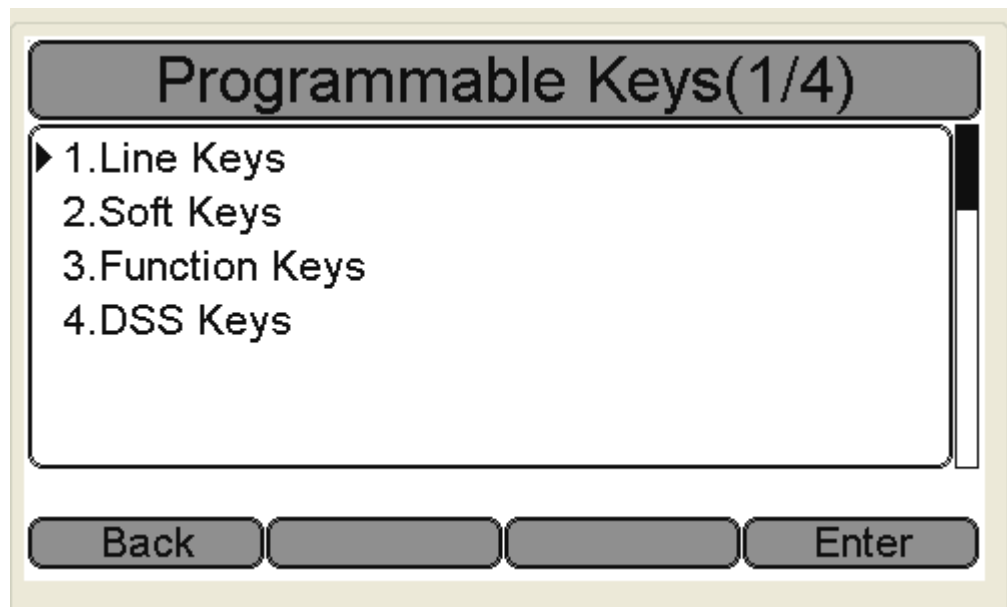 Programmable Keys(1/4)
1.Line Keys
2.Soft Keys
3.Function Keys
4.DSS Keys
Back Enter